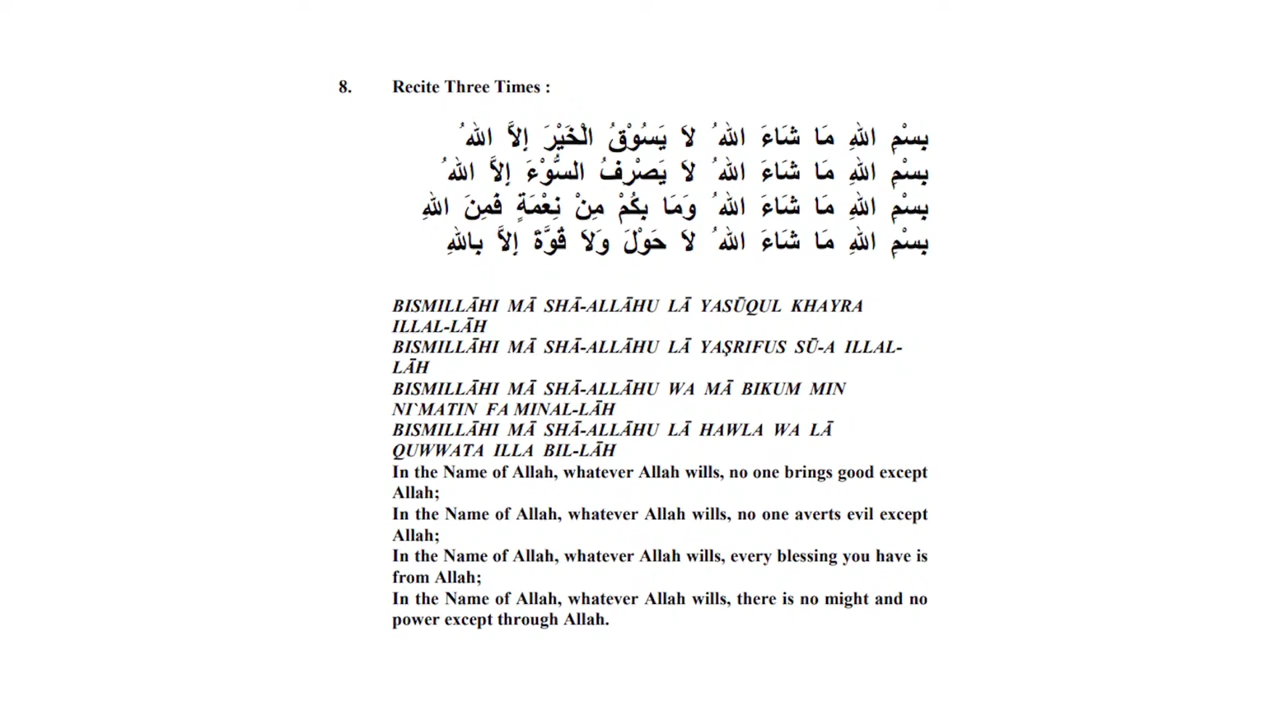 8. Recite Three Times :
بِسْمِ اللهِ مَا شَاءَ اللهُ لَا يَسُوْقُ الْخَيْرَ إِلاَّ اللهُ
بِسْمِ اللهِ مَا شَاءَ اللهُ لَا يَصْرِفُ السُّوْءَ إِلاَّ اللهُ
بِسْمِ اللهِ مَا شَاءَ اللهُ وَمَا بِكُمْ مِنْ نِعْمَةٍ فَمِنَ اللهِ
بِسْمِ اللهِ مَا شَاءَ اللهُ لَا حَوْلَ وَلَا قُوَّةَ إِلاَّ بِاللهِ
BISMILLĀHI MĀ SHĀ-ALLĀHU LĀ YASŪQUL KHAYRA
ILLAL-LĀH
BISMILLĀHI MĀ SHĀ-ALLĀHU LĀ YAŞRIFUS SŪ-A ILLAL-
LĀH
BISMILLĀHI MĀ SHĀ-ALLĀHU WA MĀ BIKUM MIN
NI`MATIN FA MINAL-LĀH
BISMILLĀHI MĀ SHĀ-ALLĀHU LĀ HAWLA WA LĀ
QUWWATA ILLA BIL-LĀH
In the Name of Allah, whatever Allah wills, no one brings good except
Allah;
In the Name of Allah, whatever Allah wills, no one averts evil except
Allah;
In the Name of Allah, whatever Allah wills, every blessing you have is
from Allah;
In the Name of Allah, whatever Allah wills, there is no might and no
power except through Allah.